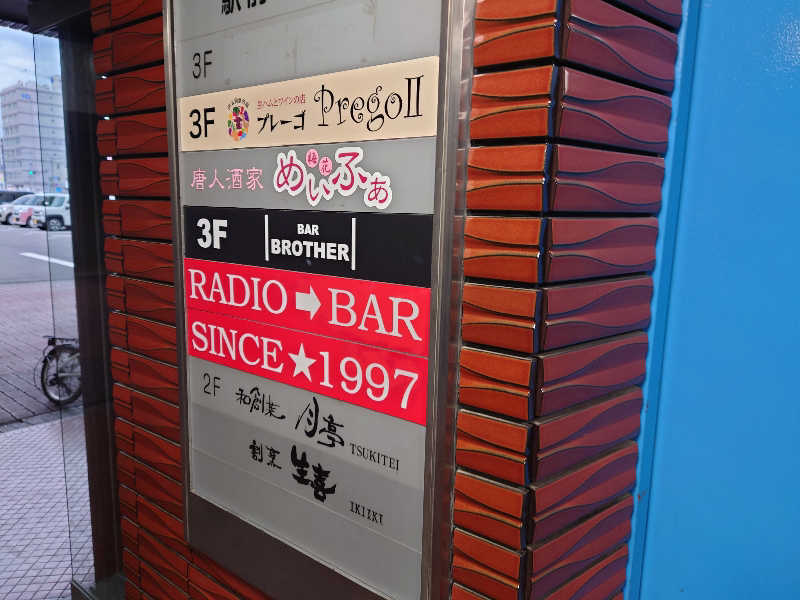 3F
3F 生ハムとワインの店 プレーゴ PregoII
唐人酒家 めいふぁ 梅花
3F BAR BROTHER
RADIO➡BAR
SINCE★1997
2F 和創菜 月亭 TSUKITEI
割烹 生喜 IKIIKI